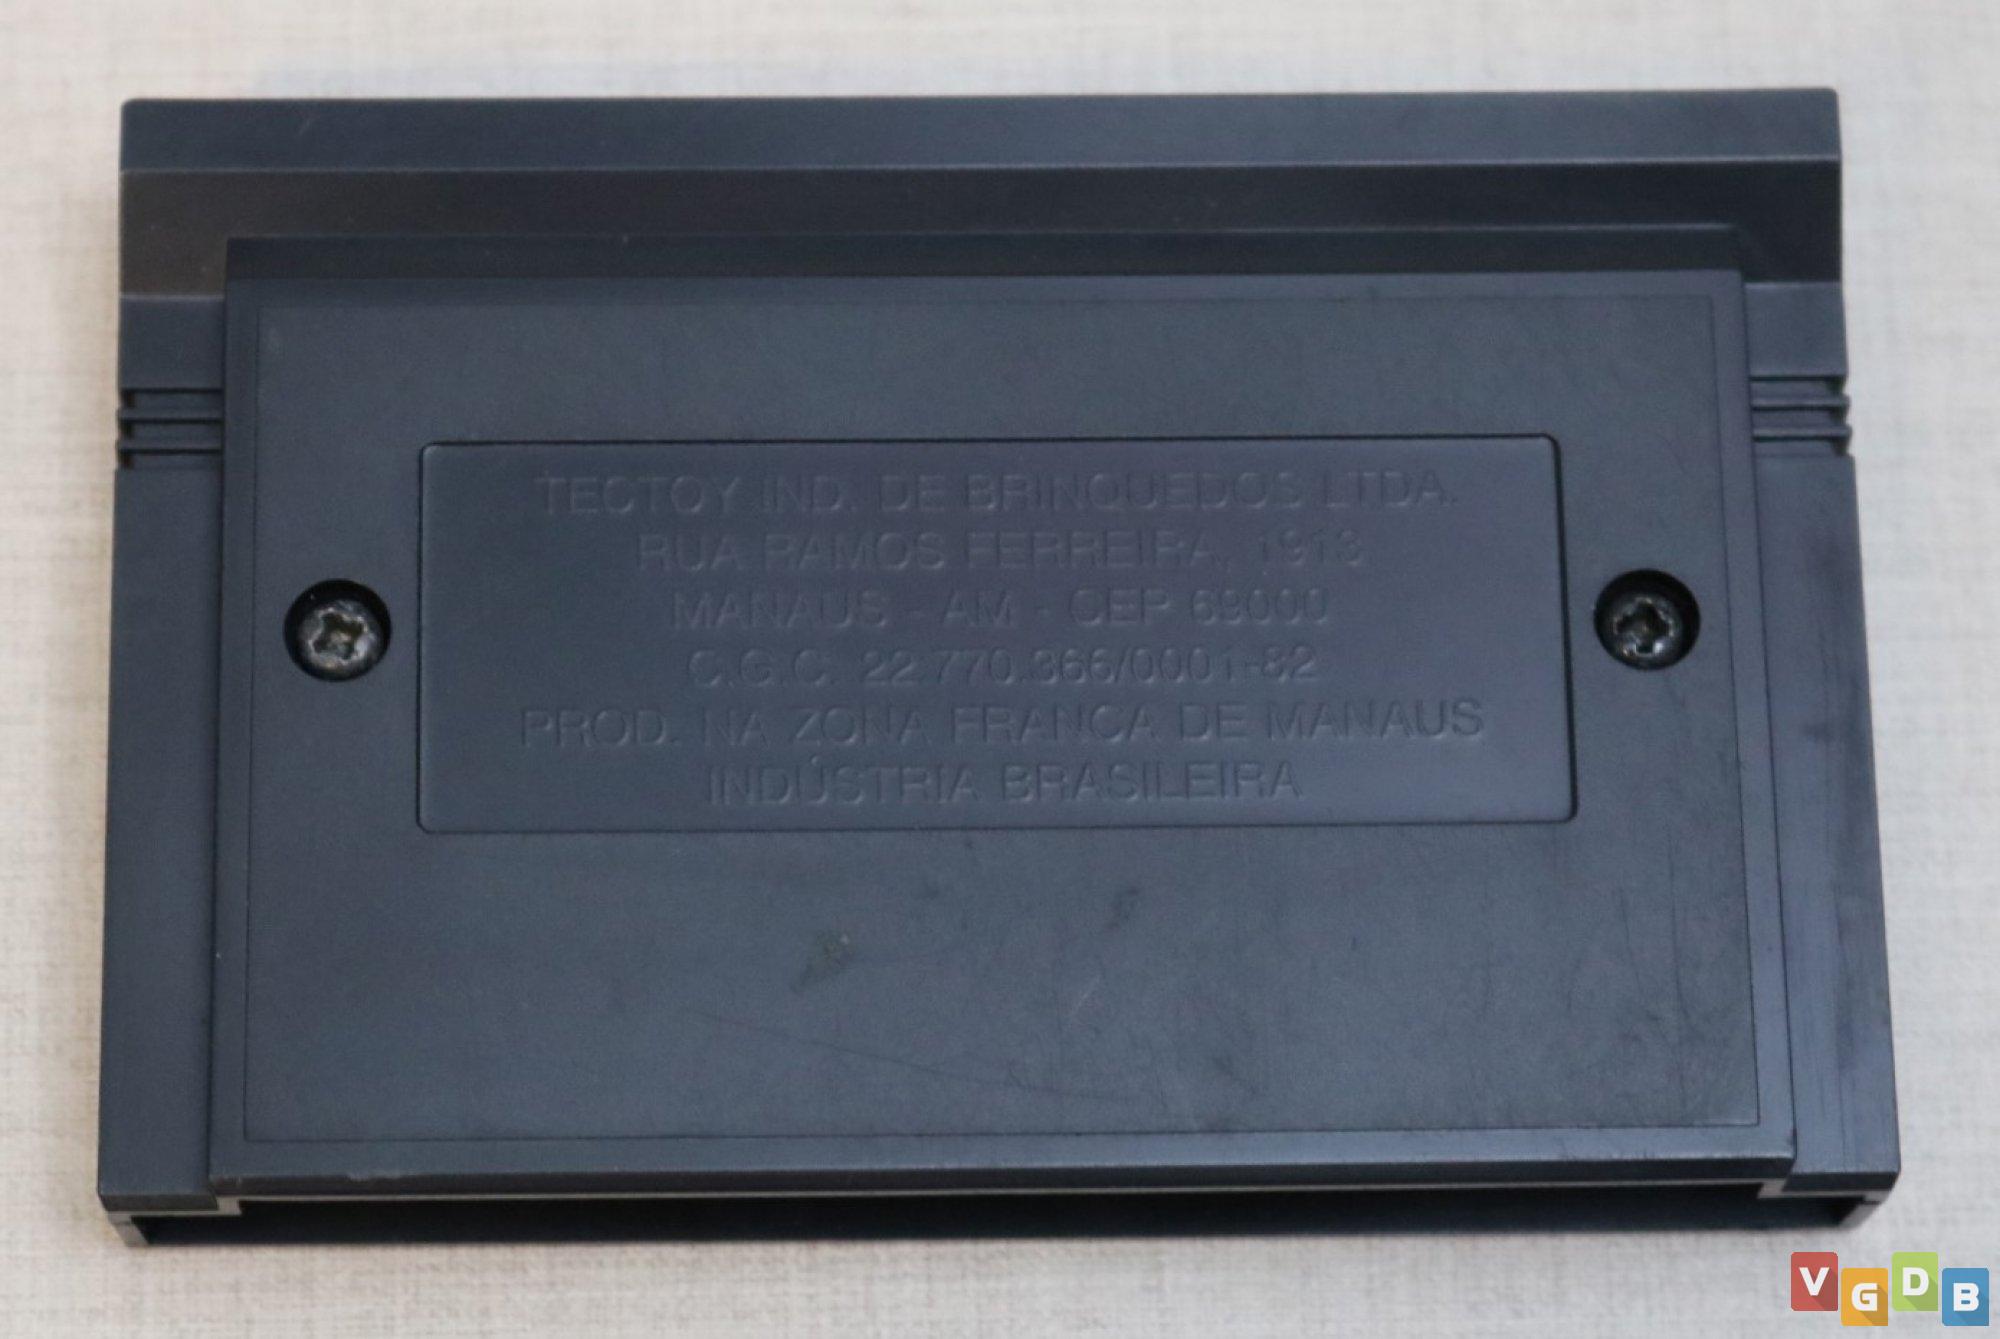 TECTOY IND. DE BRINQUEDOS LTDA.
RUA RAMOS FERREIRA, 1913
MANAUS - AM - CEP 69000
C.G.C. 22.770.366/0001-82
PROD. NA ZONA FRANCA DE MANAUS
INDÚSTRIA BRASILEIRA
VGDB